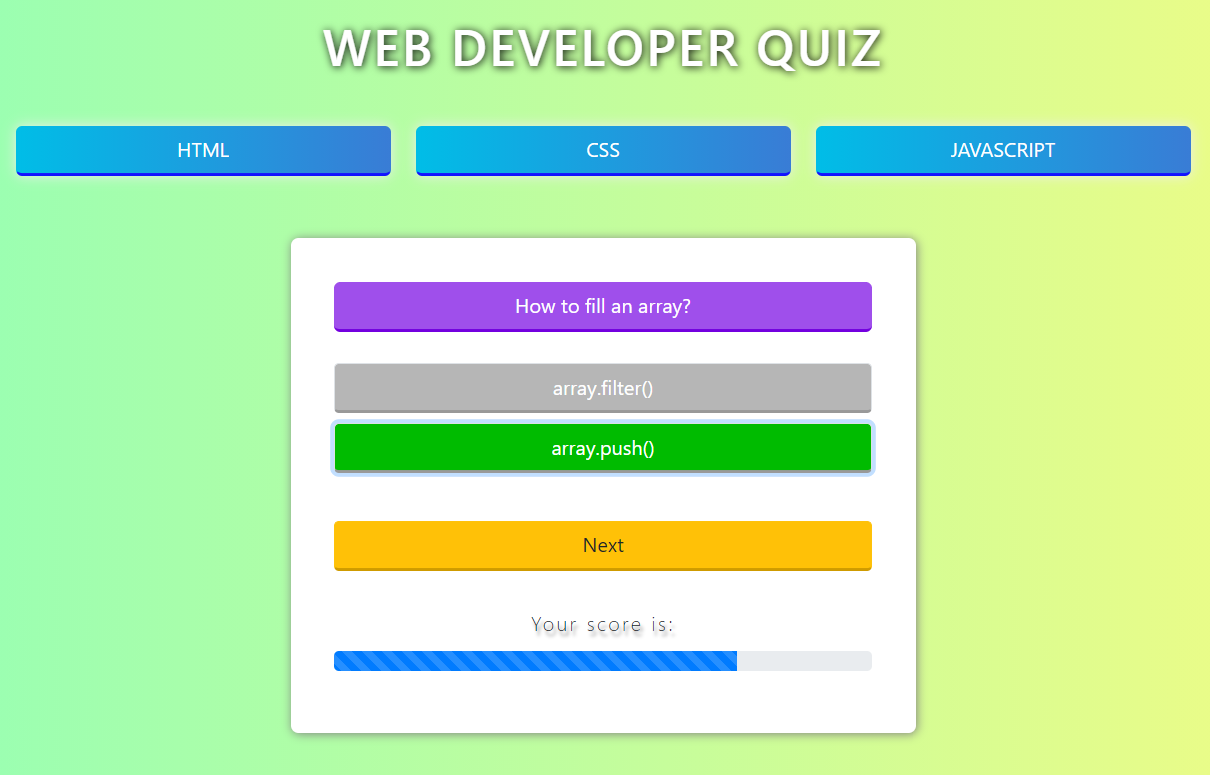 WEB DEVELOPER QUIZ
HTML
CSS
JAVASCRIPT
How to fill an array?
array.filter()
array.push()
Next
Your score is: